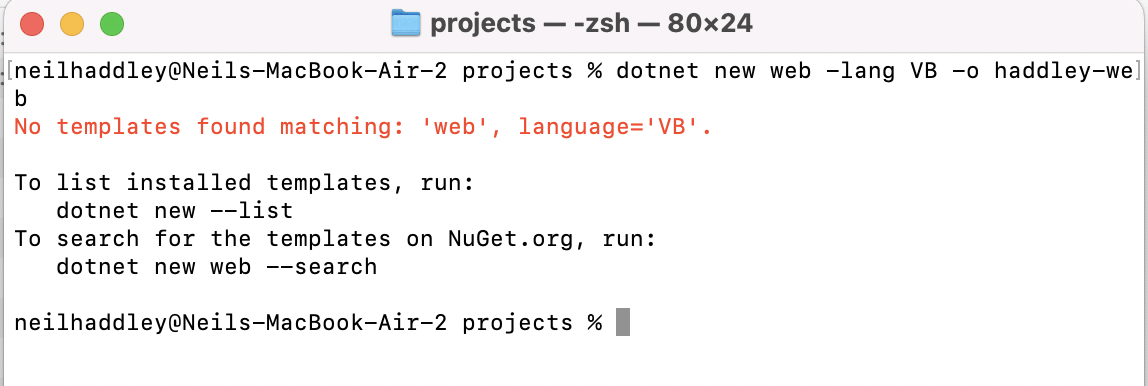 projects — -zsh — 80×24
[neilhaddley@Neils-MacBook-Air-2 projects % dotnet new web -lang VB -o haddley-we]
b
No templates found matching: 'web', language='VB'.
To list installed templates, run:
   dotnet new --list
To search for the templates on NuGet.org, run:
   dotnet new web --search
neilhaddley@Neils-MacBook-Air-2 projects %